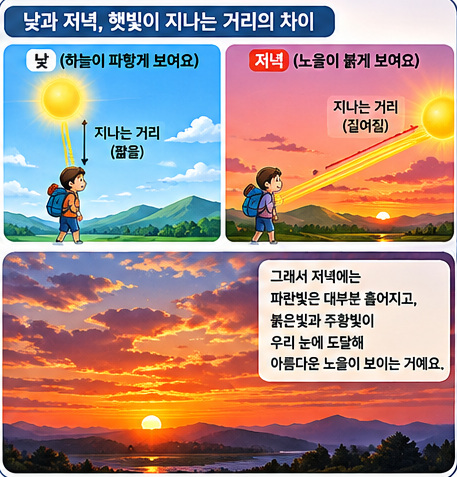 낮과 저녁, 햇빛이 지나는 거리의 차이
낮 (하늘이 파랗게 보여요)
지나는 거리
(짧을)
저녁 (노을이 붉게 보여요)
지나는 거리
(질여짐)
그래서 저녁에는
파란빛은 대부분 흩어지고,
붉은빛과 주황빛이
우리 눈에 도달해
아름다운 노을이 보이는 거예요.